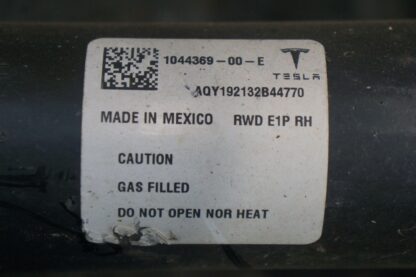 1044369-00-E
TESLA
AQY192132B44770
MADE IN MEXICO RWD E1P RH
CAUTION
GAS FILLED
DO NOT OPEN NOR HEAT